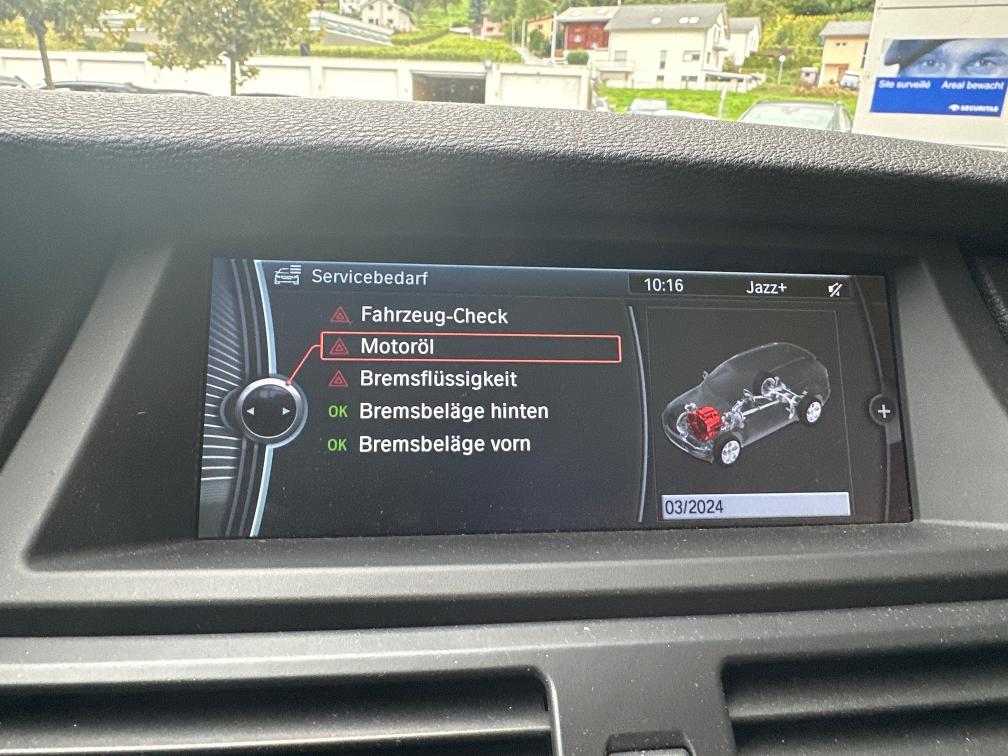 Site surveillé Areal bewacht
SECURITAS
Servicebedarf
10:16 Jazz+
Fahrzeug-Check
Motoröl
Bremsflüssigkeit
OK Bremsbeläge hinten
OK Bremsbeläge vorn
03/2024